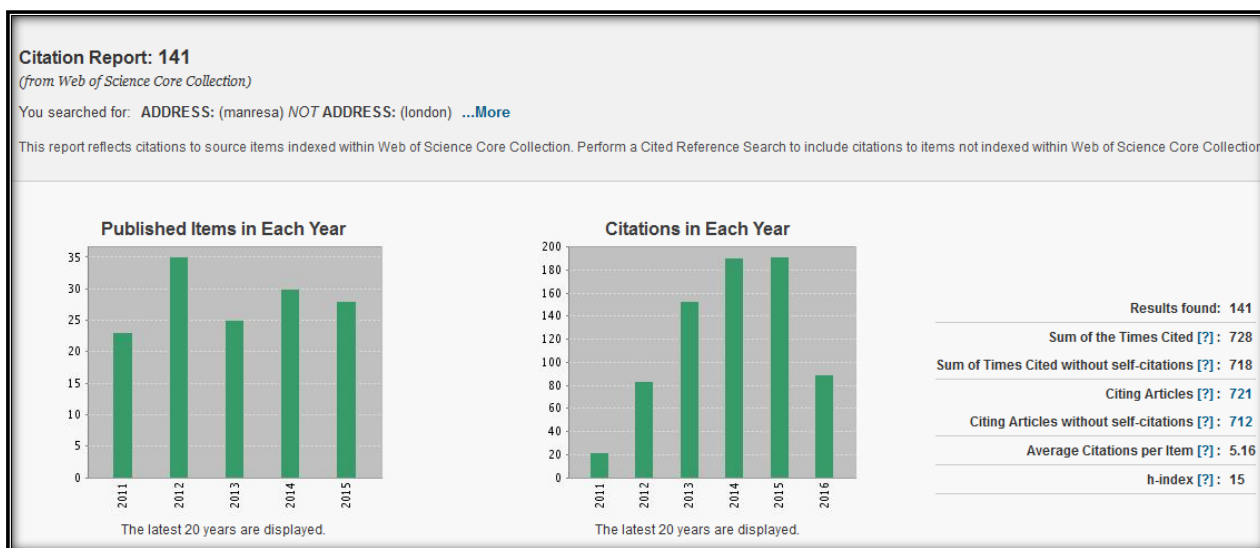 Citation Report: 141
(from Web of Science Core Collection)
You searched for: ADDRESS: (manresa) NOT ADDRESS: (london) ...More
This report reflects citations to source items indexed within Web of Science Core Collection. Perform a Cited Reference Search to include citations to items not indexed within Web of Science Core Collection
Published Items in Each Year
35
30
25
20
15
10
5
0
2011
2012
2013
2014
2015
The latest 20 years are displayed.
Citations in Each Year
200
180
160
140
120
100
80
60
40
20
0
2011
2012
2013
2014
2015
2016
The latest 20 years are displayed.
Results found: 141
Sum of the Times Cited [?] : 728
Sum of Times Cited without self-citations [?] : 718
Citing Articles [?] : 721
Citing Articles without self-citations [?] : 712
Average Citations per Item [?] : 5.16
h-index [?] : 15